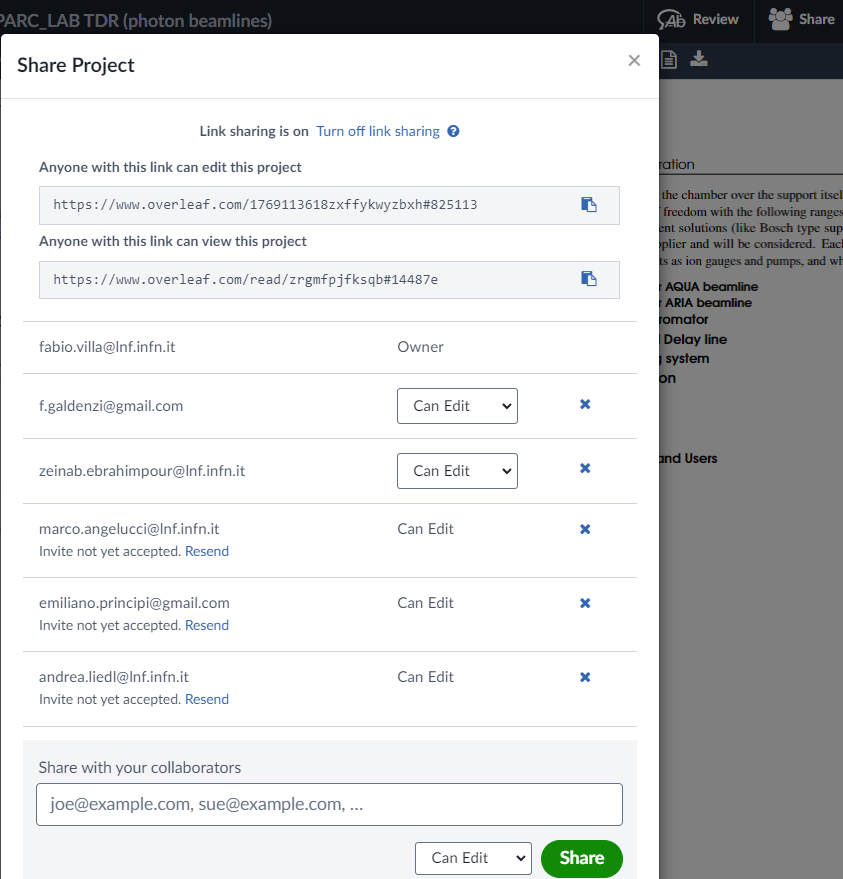 PARC_LAB TDR (photon beamlines)
Review
Share
Share Project
Link sharing is on Turn off link sharing
Anyone with this link can edit this project
https://www.overleaf.com/1769113618zxffykwyzbxh#825113
Anyone with this link can view this project
https://www.overleaf.com/read/zrgmfpjfksqb#14487e
fabio.villa@lnf.infn.it Owner
f.galdenzi@gmail.com Can Edit
zeinab.ebrahimpour@lnf.infn.it Can Edit
marco.angelucci@lnf.infn.it Can Edit
Invite not yet accepted. Resend
emiliano.principi@gmail.com Can Edit
Invite not yet accepted. Resend
andrea.liedl@lnf.infn.it Can Edit
Invite not yet accepted. Resend
Share with your collaborators
joe@example.com, sue@example.com, ...
Can Edit Share
ration
the chamber over the support itsel
freedom with the following ranges
ent solutions (like Bosch type sup
plier and will be considered. Eac
ts as ion gauges and pumps, and wh
r AQUA beamline
r ARIA beamline
romator
Delay line
g system
on
and Users